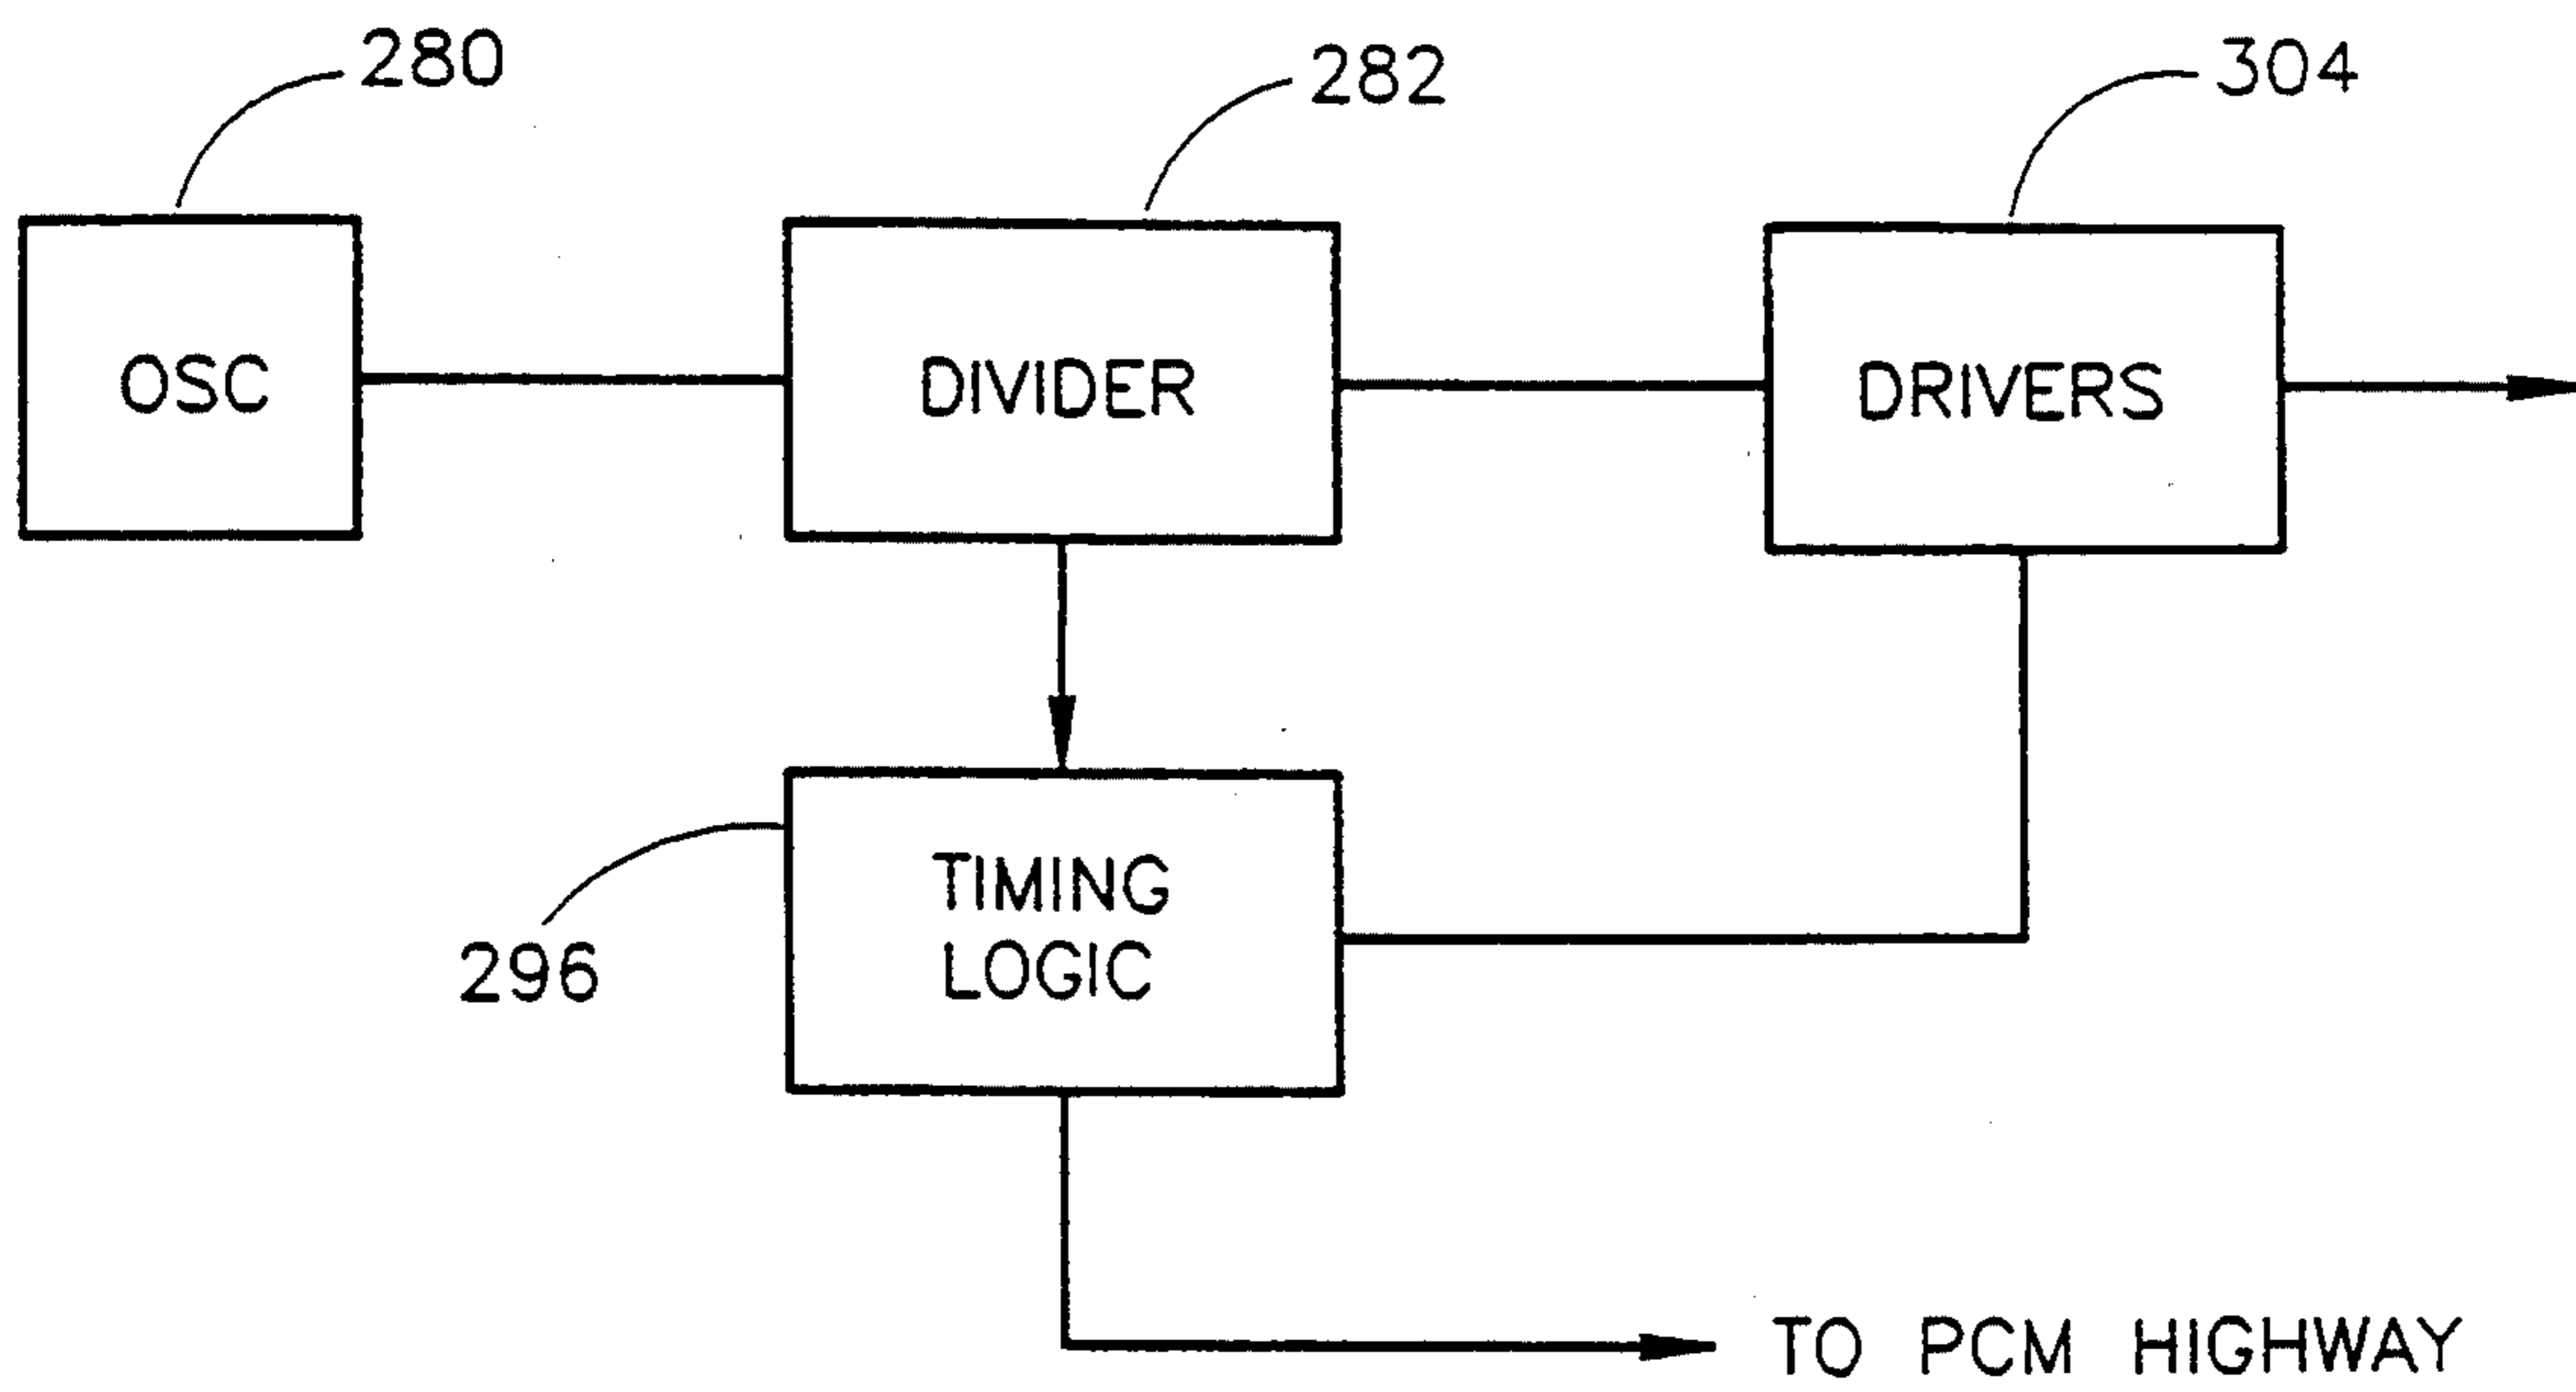 280
282
304
OSC
DIVIDER
DRIVERS
TIMING
LOGIC
296
TO PCM HIGHWAY